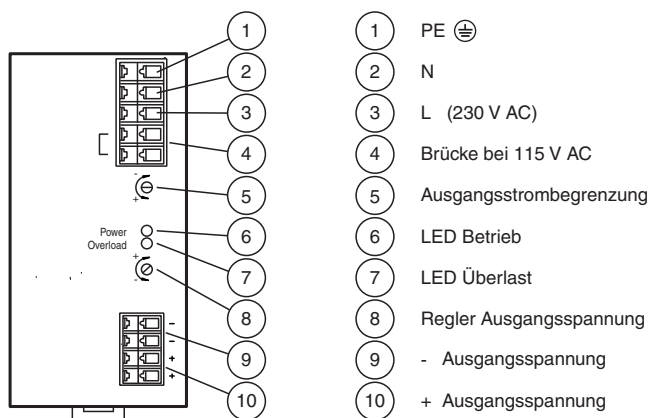 1 1 PE
2 2 N
3 3 L (230 V AC)
4 4 Brücke bei 115 V AC
-
5 5 Ausgangsstrombegrenzung
+
Power 6 6 LED Betrieb
Overload 7 7 LED Überlast
+
-
8 8 Regler Ausgangsspannung
-
-
9 9 - Ausgangsspannung
+
+
10 10 + Ausgangsspannung